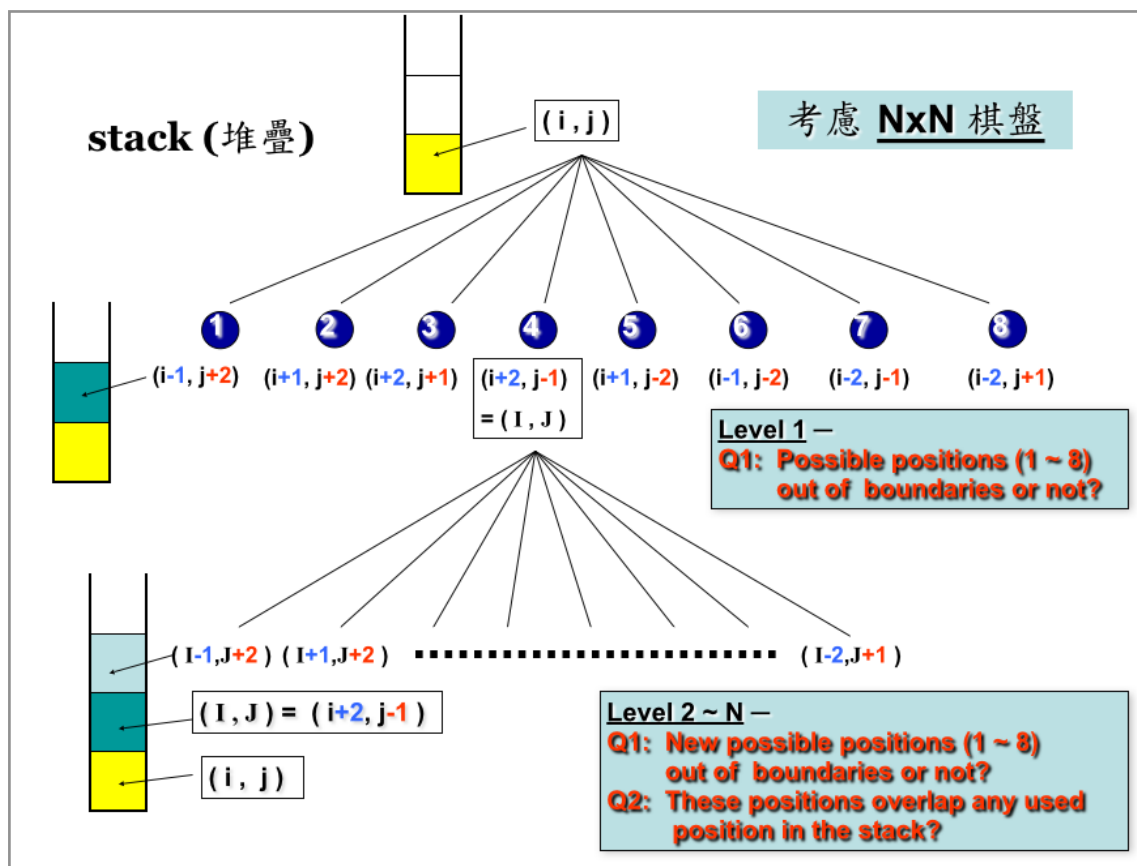 stack (堆疊)
( i , j )
考慮 NxN 棋盤
1 2 3 4 5 6 7 8
(i-1, j+2) (i+1, j+2) (i+2, j+1) (i+2, j-1) (i+1, j-2) (i-1, j-2) (i-2, j-1) (i-2, j+1)
= ( I , J )
Level 1 –
Q1: Possible positions (1 ~ 8)
out of boundaries or not?
( I-1,J+2 ) ( I+1,J+2 ) ( I-2,J+1 )
( I , J ) = ( i+2, j-1 )
( i , j )
Level 2 ~ N –
Q1: New possible positions (1 ~ 8)
out of boundaries or not?
Q2: These positions overlap any used
position in the stack?